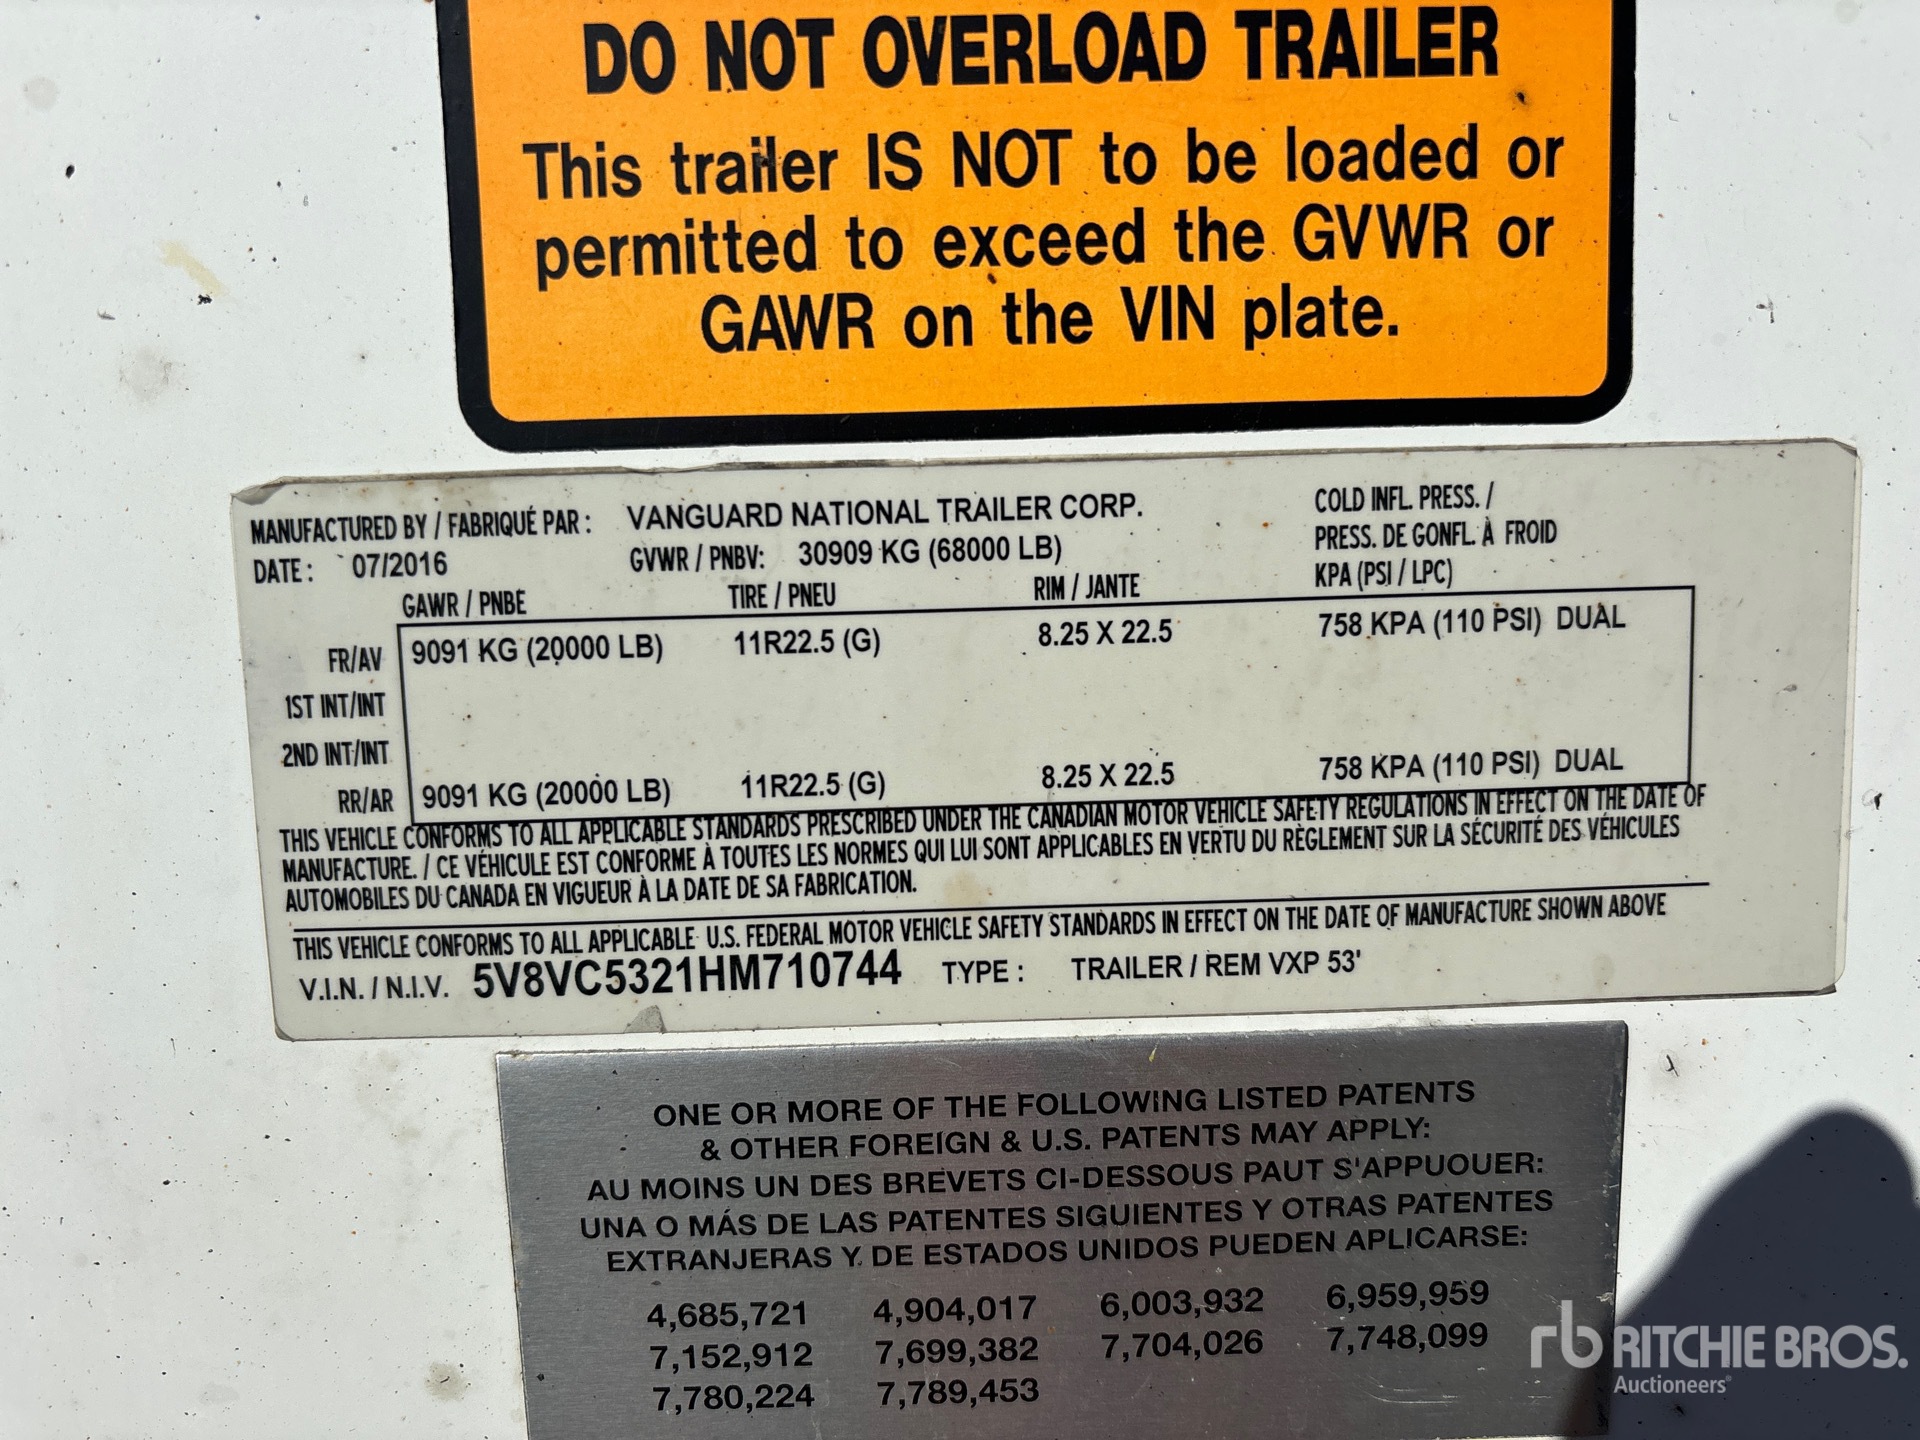 DO NOT OVERLOAD TRAILER
This trailer IS NOT to be loaded or
permitted to exceed the GVWR or
GAWR on the VIN plate.
MANUFACTURED BY / FABRIQUÉ PAR : VANGUARD NATIONAL TRAILER CORP.
DATE : 07/2016 GVWR / PNBV: 30909 KG (68000 LB)
COLD INFL. PRESS. /
PRESS. DE GONFL. À FROID
KPA (PSI / LPC)
GAWR / PNBE TIRE / PNEU RIM / JANTE
FR/AV 9091 KG (20000 LB) 11R22.5 (G) 8.25 X 22.5 758 KPA (110 PSI) DUAL
1ST INT/INT
2ND INT/INT
RR/AR 9091 KG (20000 LB) 11R22.5 (G) 8.25 X 22.5 758 KPA (110 PSI) DUAL
THIS VEHICLE CONFORMS TO ALL APPLICABLE STANDARDS PRESCRIBED UNDER THE CANADIAN MOTOR VEHICLE SAFETY REGULATIONS IN EFFECT ON THE DATE OF
MANUFACTURE. / CE VÉHICULE EST CONFORME À TOUTES LES NORMES QUI LUI SONT APPLICABLES EN VERTU DU RÈGLEMENT SUR LA SÉCURITÉ DES VÉHICULES
AUTOMOBILES DU CANADA EN VIGUEUR À LA DATE DE SA FABRICATION.
THIS VEHICLE CONFORMS TO ALL APPLICABLE U.S. FEDERAL MOTOR VEHICLE SAFETY STANDARDS IN EFFECT ON THE DATE OF MANUFACTURE SHOWN ABOVE
V.I.N. / N.I.V. 5V8VC5321HM710744 TYPE : TRAILER / REM VXP 53'
ONE OR MORE OF THE FOLLOWING LISTED PATENTS
& OTHER FOREIGN & U.S. PATENTS MAY APPLY:
AU MOINS UN DES BREVETS CI-DESSOUS PAUT S'APPUOUER:
UNA O MÁS DE LAS PATENTES SIGUIENTES Y OTRAS PATENTES
EXTRANJERAS Y DE ESTADOS UNIDOS PUEDEN APLICARSE:
4,685,721 4,904,017 6,003,932 6,959,959
7,152,912 7,699,382 7,704,026 7,748,099
7,780,224 7,789,453
rb RITCHIE BROS.
Auctioneers